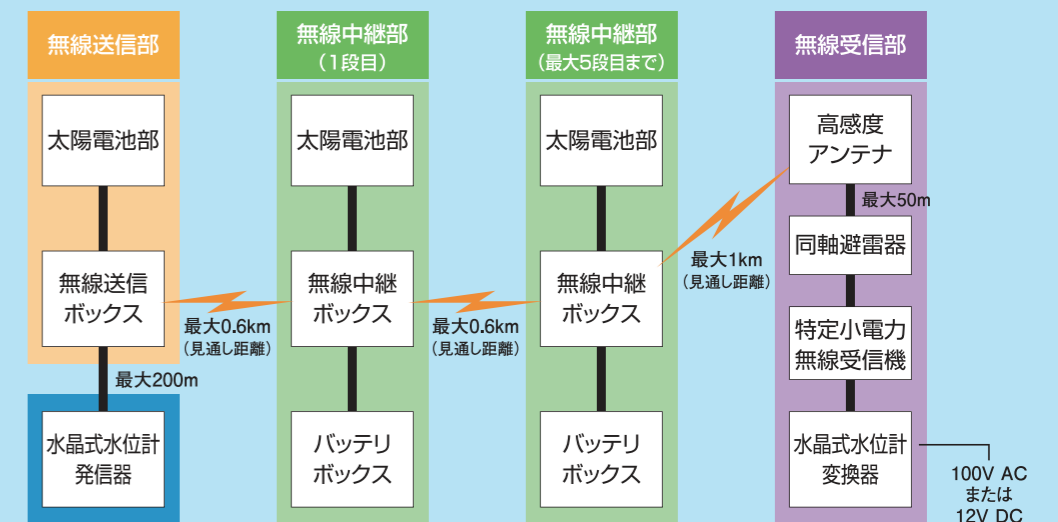 無線送信部
太陽電池部
無線送信
ボックス
最大200m
水晶式水位計
発信器
最大0.6km
(見通し距離)
無線中継部
(1段目)
太陽電池部
無線中継
ボックス
バッテリ
ボックス
最大0.6km
(見通し距離)
無線中継部
(最大5段目まで)
太陽電池部
無線中継
ボックス
バッテリ
ボックス
最大1km
(見通し距離)
無線受信部
高感度
アンテナ
最大50m
同軸避雷器
特定小電力
無線受信機
水晶式水位計
変換器
100V AC
または
12V DC